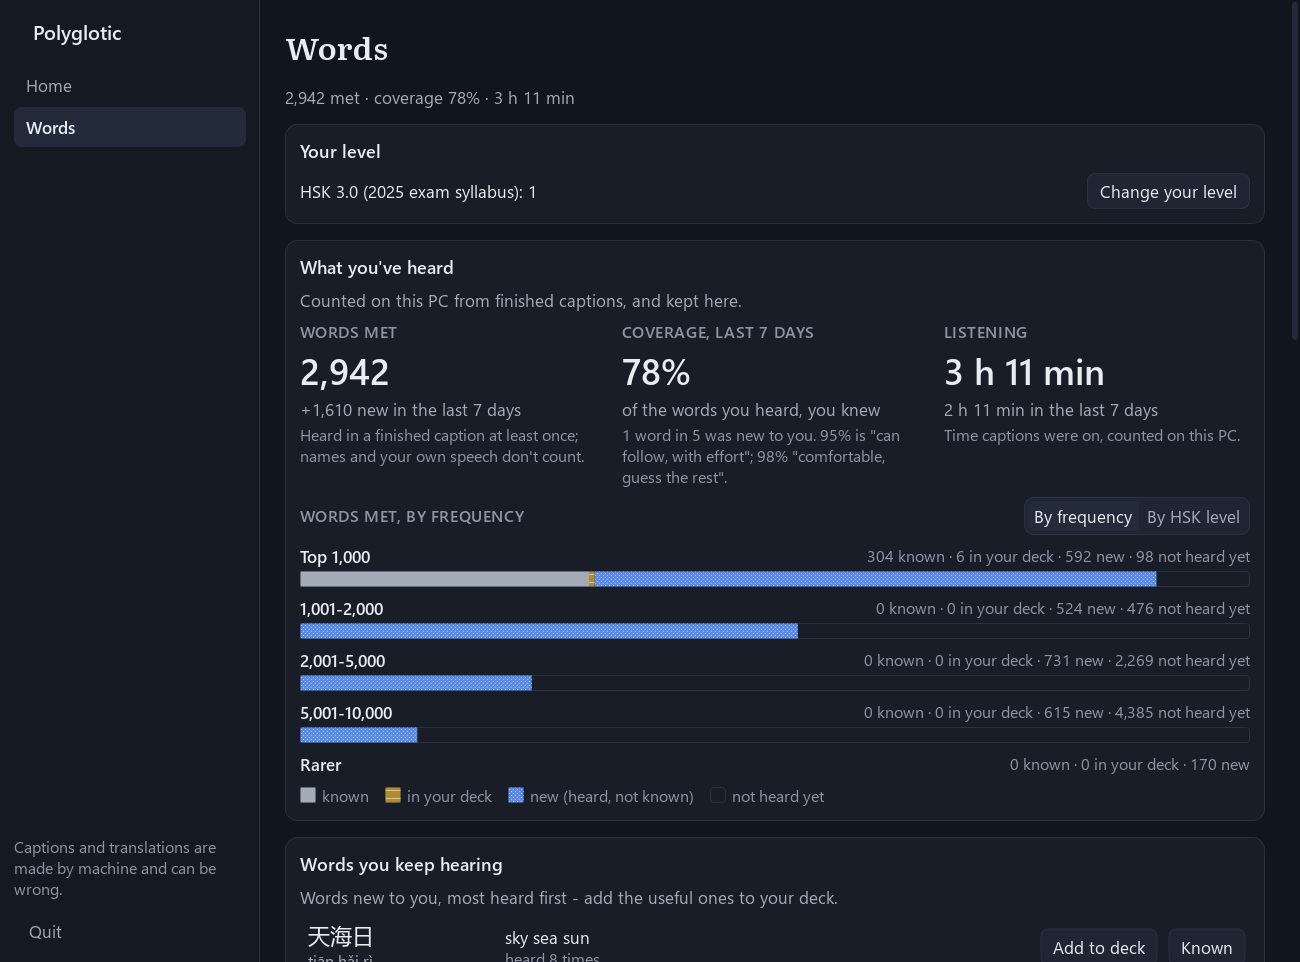 Polyglotic
Home
Words
Captions and translations are
made by machine and can be
wrong.
Quit
Words
2,942 met · coverage 78% · 3 h 11 min
Your level
HSK 3.0 (2025 exam syllabus): 1
Change your level
What you've heard
Counted on this PC from finished captions, and kept here.
WORDS MET
2,942
+1,610 new in the last 7 days
Heard in a finished caption at least once;
names and your own speech don't count.
COVERAGE, LAST 7 DAYS
78%
of the words you heard, you knew
1 word in 5 was new to you. 95% is "can
follow, with effort"; 98% "comfortable,
guess the rest".
LISTENING
3 h 11 min
2 h 11 min in the last 7 days
Time captions were on, counted on this PC.
WORDS MET, BY FREQUENCY
By frequency
By HSK level
Top 1,000
304 known · 6 in your deck · 592 new · 98 not heard yet
1,001-2,000
0 known · 0 in your deck · 524 new · 476 not heard yet
2,001-5,000
0 known · 0 in your deck · 731 new · 2,269 not heard yet
5,001-10,000
0 known · 0 in your deck · 615 new · 4,385 not heard yet
Rarer
0 known · 0 in your deck · 170 new
known
in your deck
new (heard, not known)
not heard yet
Words you keep hearing
Words new to you, most heard first - add the useful ones to your deck.
天海日
tiān hǎi rì
sky sea sun
heard 8 times
Add to deck
Known